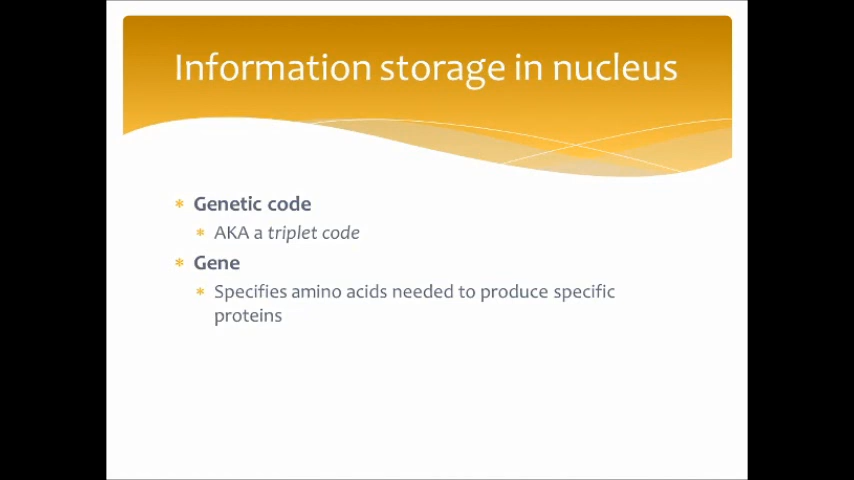 Information storage in nucleus
* Genetic code
* AKA a triplet code
* Gene
* Specifies amino acids needed to produce specific
proteins